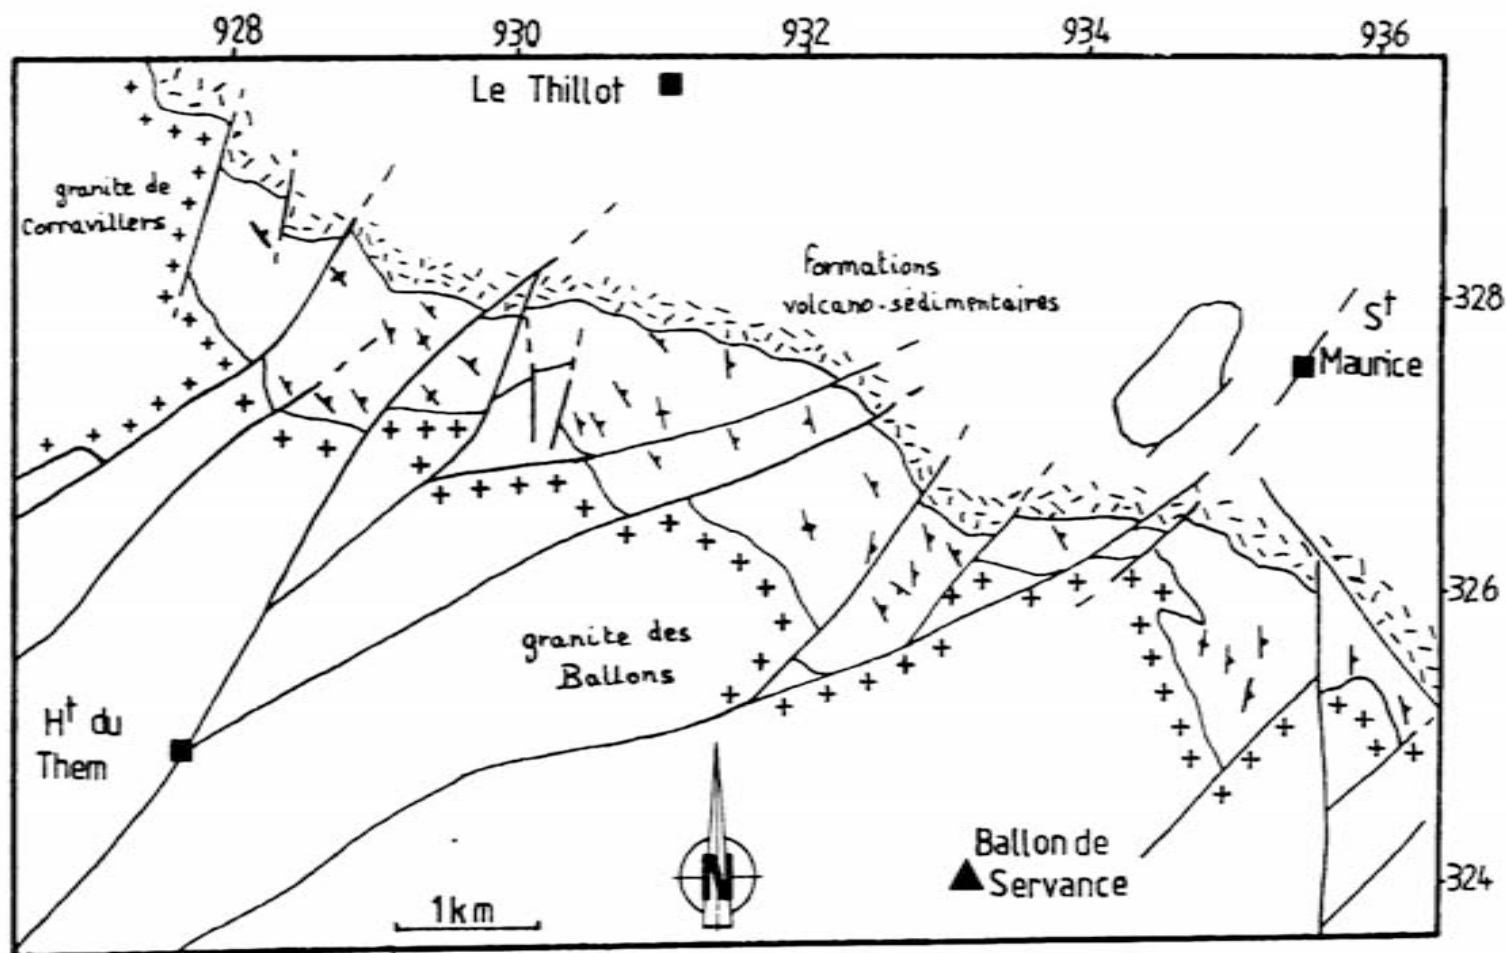 928 930 932 934 936
Le Thillot
granite de
Corravillers
formations
volcano-sédimentaires
328
St
Maurice
326
granite des
Ballons
Ht du
Them
N
Ballon de
Servance
324
1km